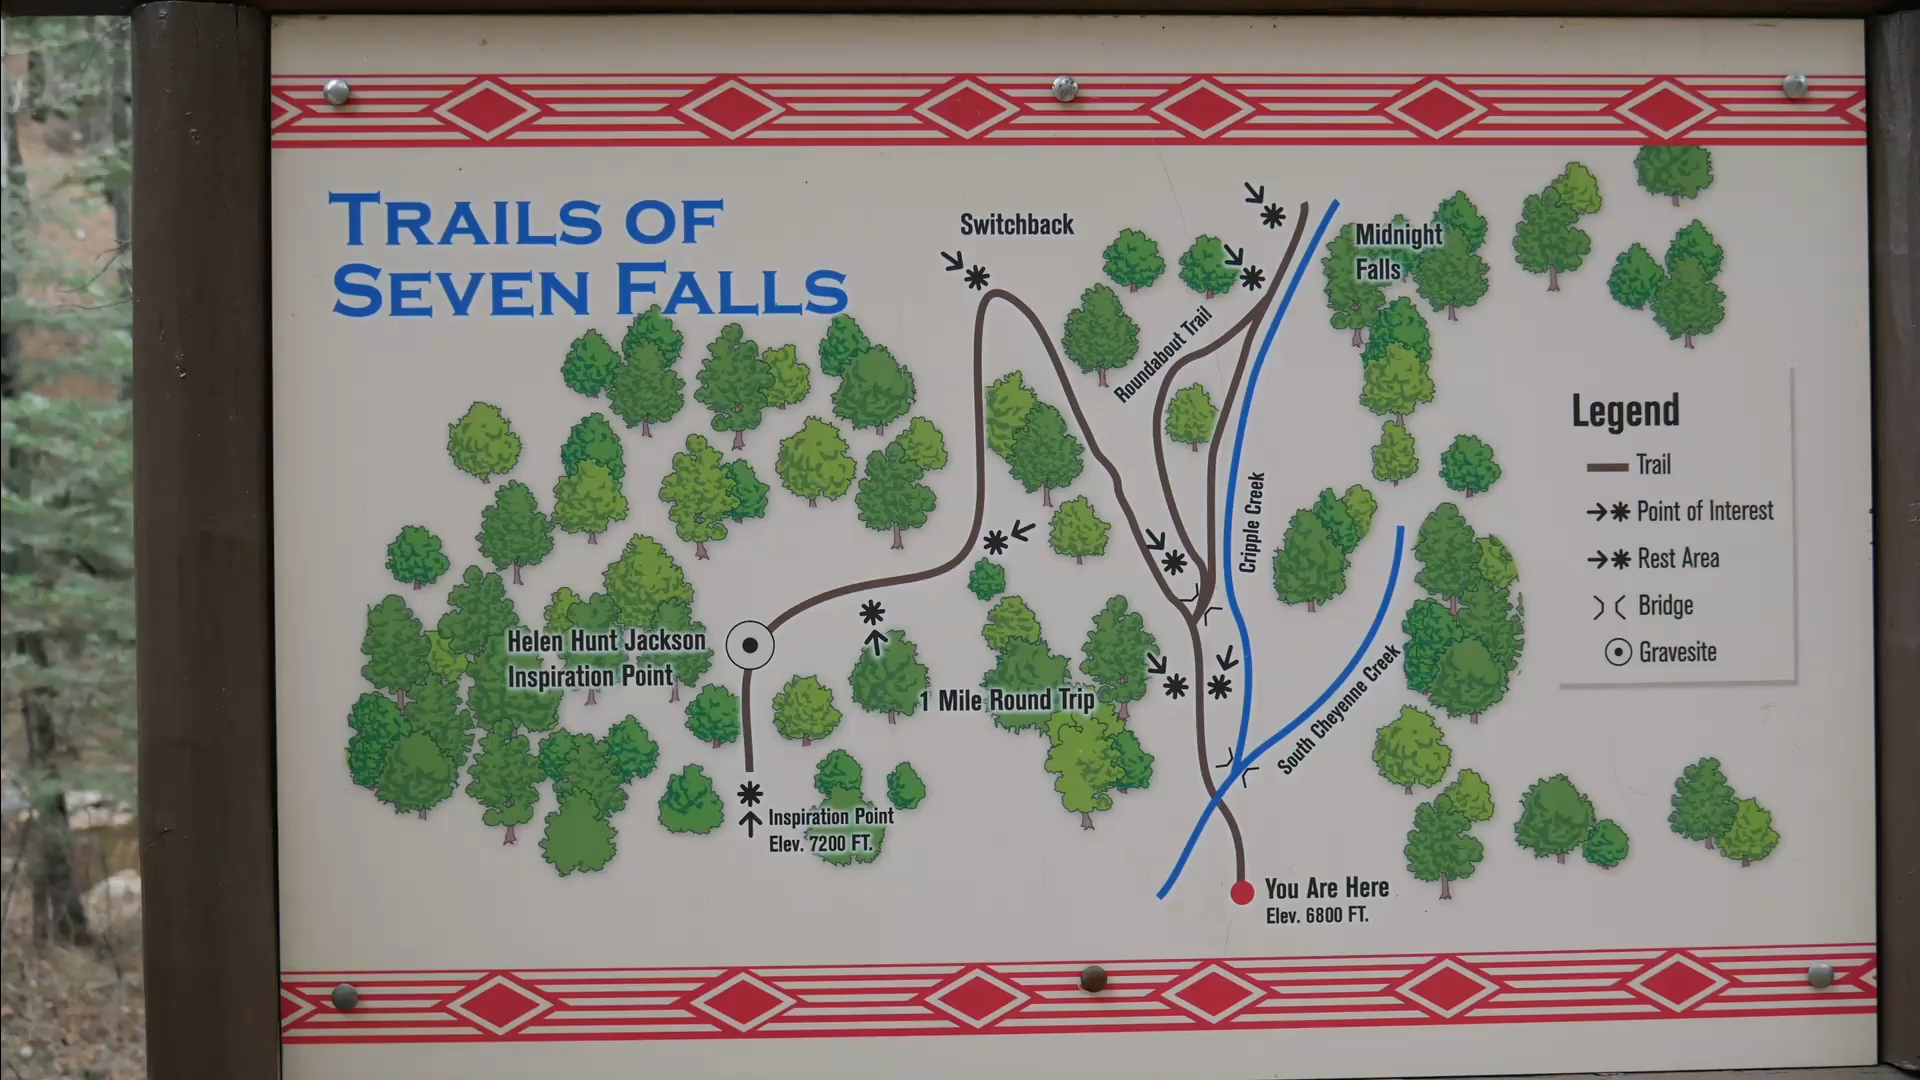 TRAILS OF
SEVEN FALLS
Switchback
Midnight
Falls
Roundabout Trail
Cripple Creek
South Cheyenne Creek
Helen Hunt Jackson
Inspiration Point
1 Mile Round Trip
Inspiration Point
Elev. 7200 FT.
You Are Here
Elev. 6800 FT.
Legend
Trail
Point of Interest
Rest Area
Bridge
Gravesite